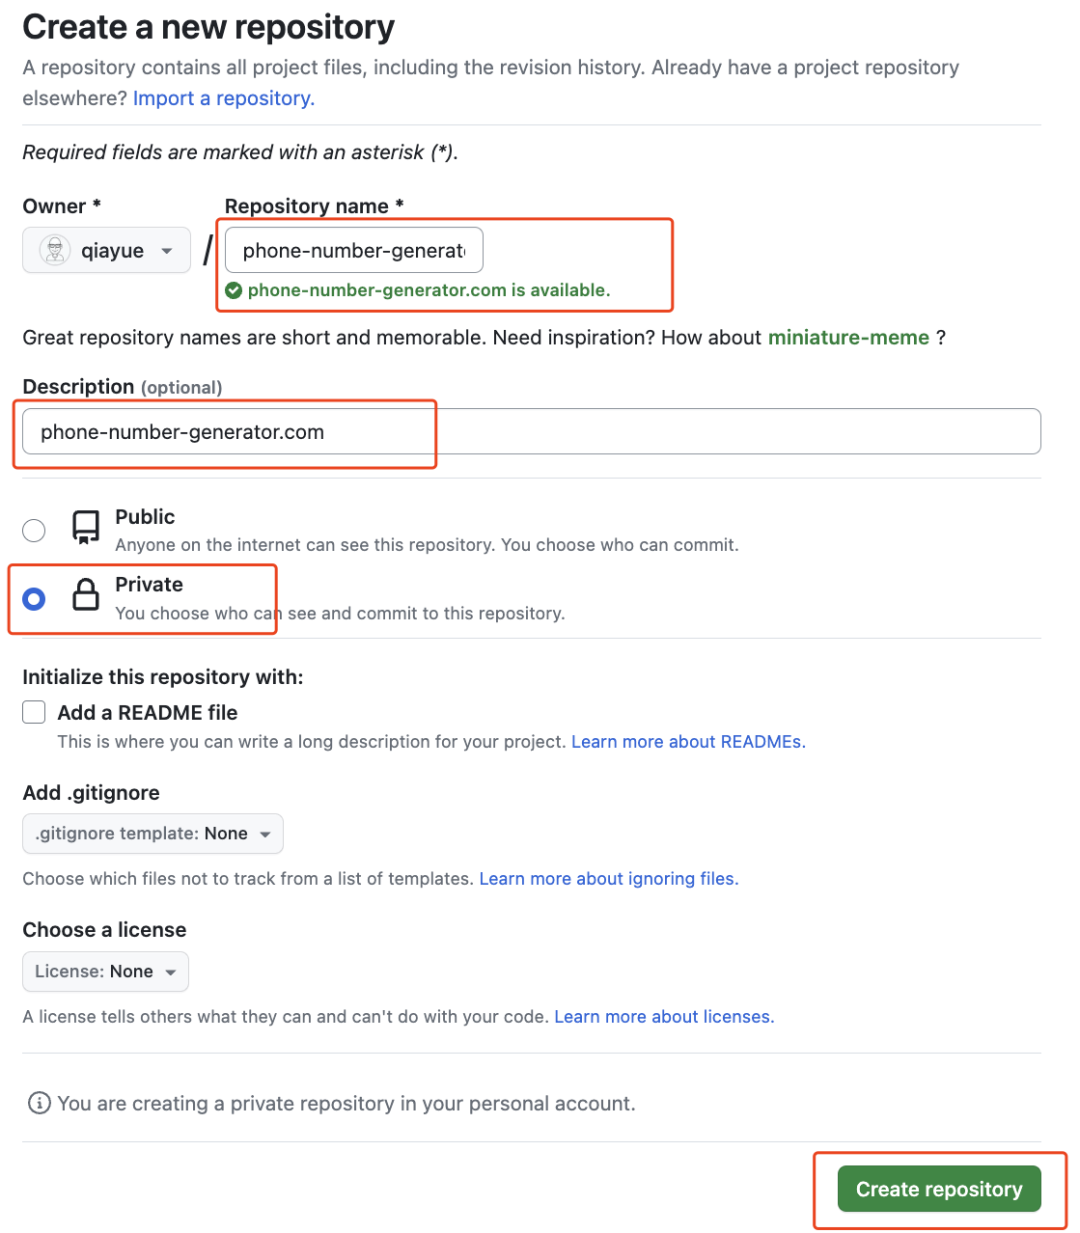 Create a new repository
A repository contains all project files, including the revision history. Already have a project repository
elsewhere? Import a repository.
Required fields are marked with an asterisk (*).
Owner *
Repository name *
qiayue
/
phone-number-generat
phone-number-generator.com is available.
Great repository names are short and memorable. Need inspiration? How about miniature-meme ?
Description (optional)
phone-number-generator.com
Public
Anyone on the internet can see this repository. You choose who can commit.
Private
You choose who can see and commit to this repository.
Initialize this repository with:
Add a README file
This is where you can write a long description for your project. Learn more about READMEs.
Add .gitignore
.gitignore template: None
Choose which files not to track from a list of templates. Learn more about ignoring files.
Choose a license
License: None
A license tells others what they can and can't do with your code. Learn more about licenses.
You are creating a private repository in your personal account.
Create repository